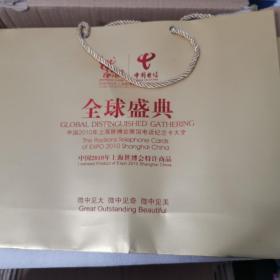 中国电信
全球盛典
GLOBAL DISTINGUISHED GATHERING
中国2010年上海世博会展馆电话纪念卡大全
The Pavilions Telephone Cards
of EXPO 2010 Shanghai China
中国2010年上海世博会特许商品
Licensed Product of Expo 2010 Shanghai China
微中见大 微中见奇 微中见美
Great Outstanding Beautiful